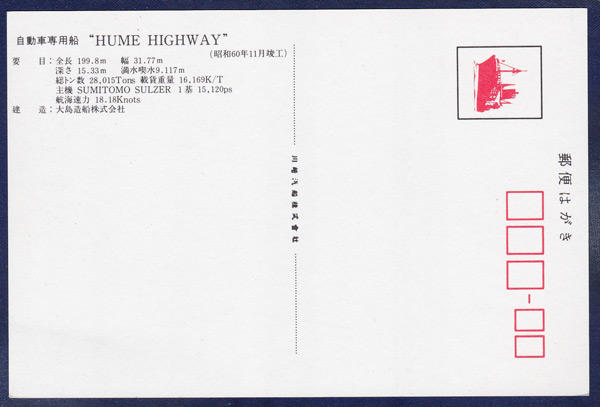 自動車専用船 “HUME HIGHWAY”
(昭和60年11月竣工)
要 目：全長 199.8m 幅 31.77m
深さ 15.33m 満水喫水9.117m
総トン数 28,015Tons 載貨重量 16,169K/T
主機 SUMITOMO SULZER 1基 15,120ps
航海速力 18.18Knots
建 造：大島造船株式会社
川崎汽船株式會社
郵便はがき